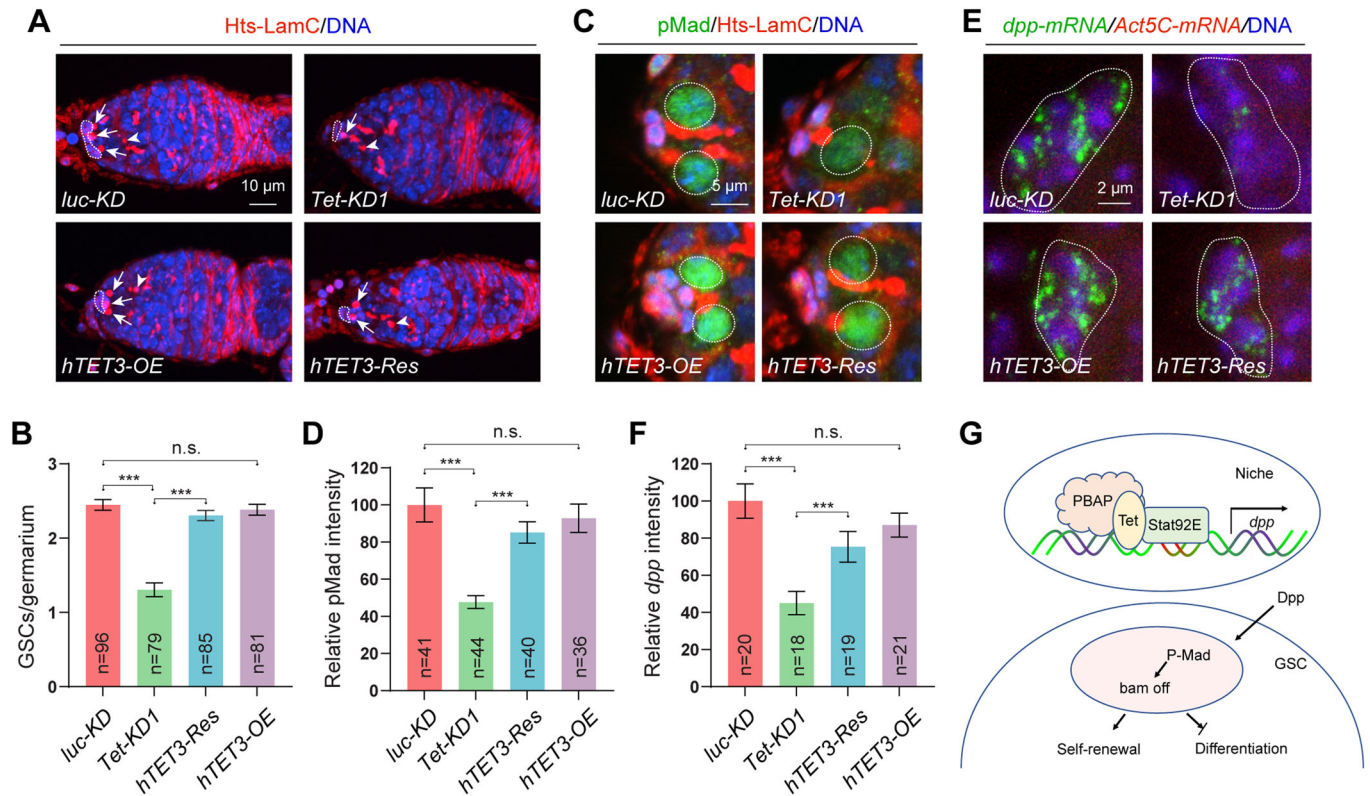 A
Hts-LamC/DNA
luc-KD
10 μm
Tet-KD1
hTET3-OE
hTET3-Res
C
pMad/Hts-LamC/DNA
luc-KD
5 μm
Tet-KD1
hTET3-OE
hTET3-Res
E
dpp-mRNA/Act5C-mRNA/DNA
luc-KD
2 μm
Tet-KD1
hTET3-OE
hTET3-Res
B
GSCs/germarium
3
2
1
0
n.s.
***
***
n=96
n=79
n=85
n=81
luc-KD
Tet-KD1
hTET3-Res
hTET3-OE
D
Relative pMad intensity
120
100
80
60
40
20
0
n.s.
***
***
n=41
n=44
n=40
n=36
luc-KD
Tet-KD1
hTET3-Res
hTET3-OE
F
Relative dpp intensity
120
100
80
60
40
20
0
n.s.
***
***
n=20
n=18
n=19
n=21
luc-KD
Tet-KD1
hTET3-Res
hTET3-OE
G
Niche
PBAP
Tet
Stat92E
dpp
Dpp
P-Mad
GSC
bam off
Self-renewal
Differentiation